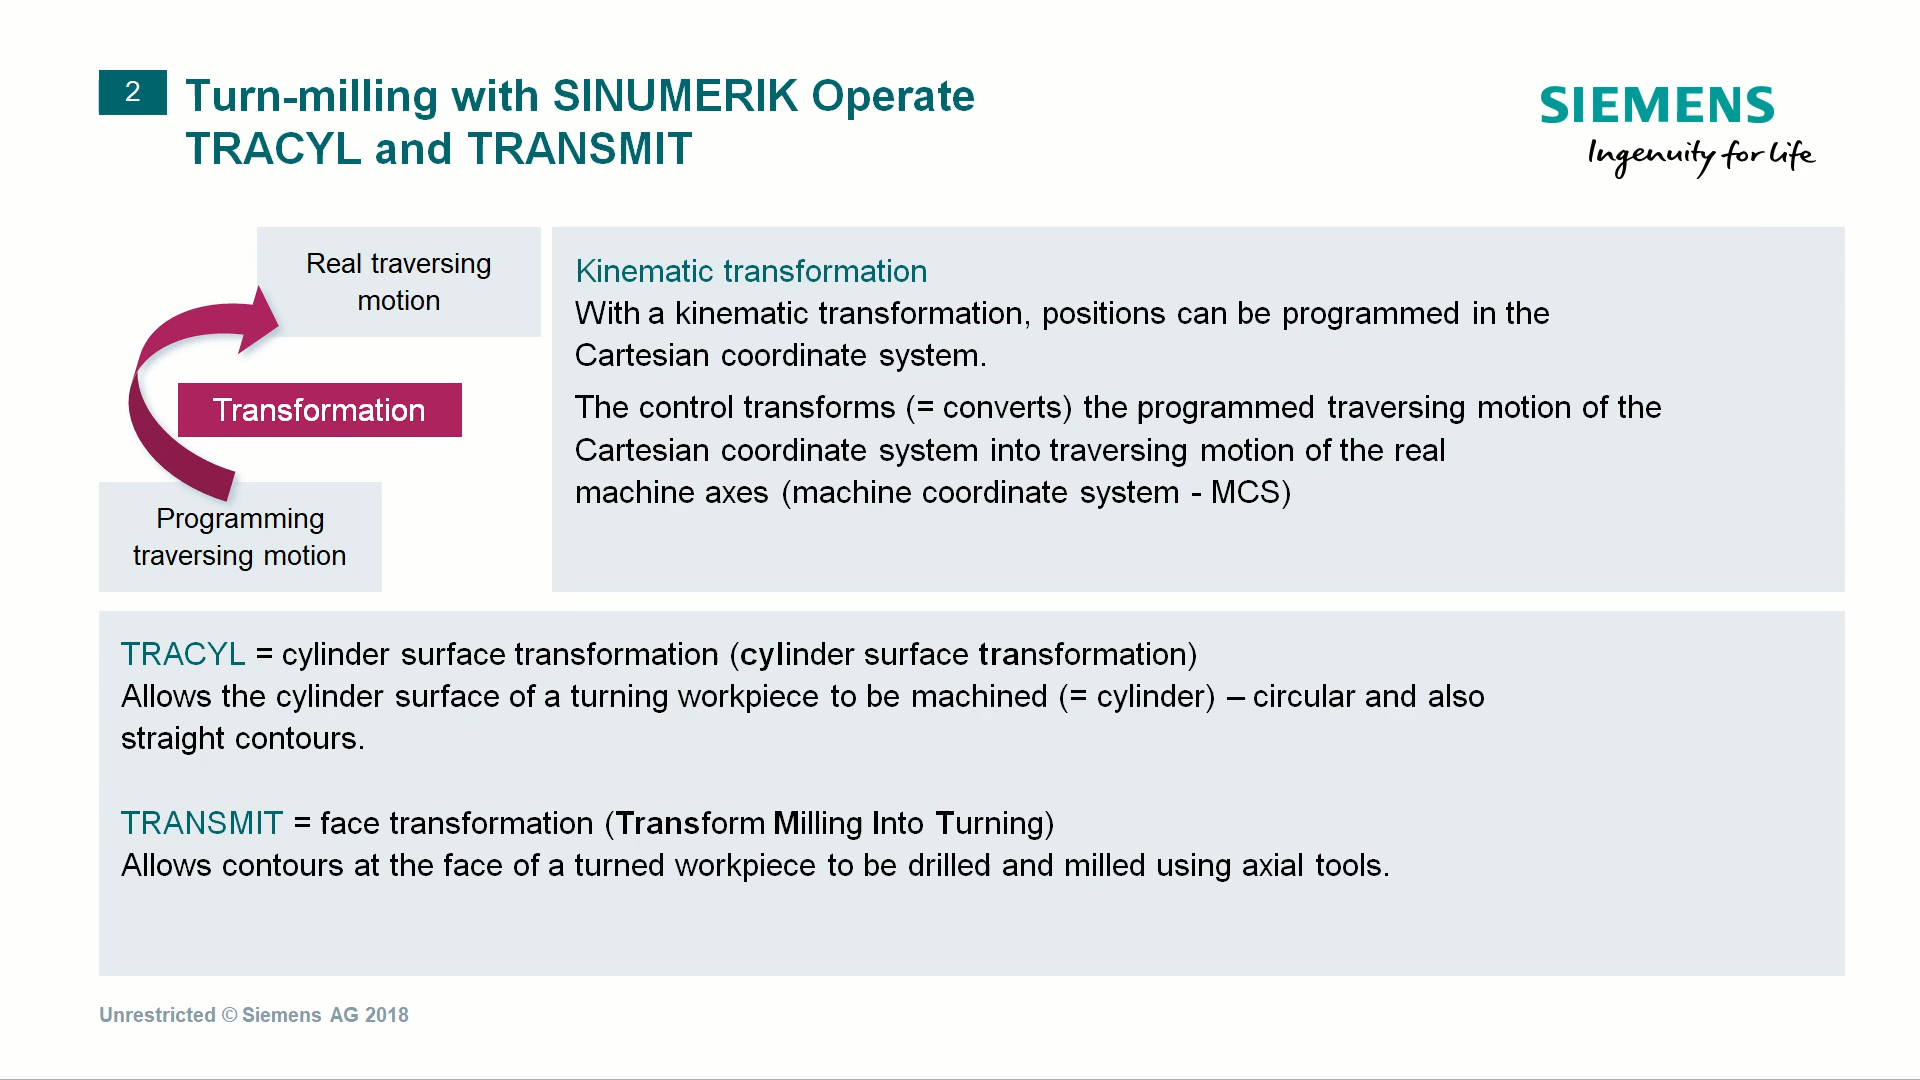 2
Turn-milling with SINUMERIK Operate
TRACYL and TRANSMIT
SIEMENS
Ingenuity for life
Real traversing
motion
Transformation
Programming
traversing motion
Kinematic transformation
With a kinematic transformation, positions can be programmed in the
Cartesian coordinate system.
The control transforms (= converts) the programmed traversing motion of the
Cartesian coordinate system into traversing motion of the real
machine axes (machine coordinate system - MCS)
TRACYL = cylinder surface transformation (cylinder surface transformation)
Allows the cylinder surface of a turning workpiece to be machined (= cylinder) – circular and also
straight contours.
TRANSMIT = face transformation (Transform Milling Into Turning)
Allows contours at the face of a turned workpiece to be drilled and milled using axial tools.
Unrestricted © Siemens AG 2018